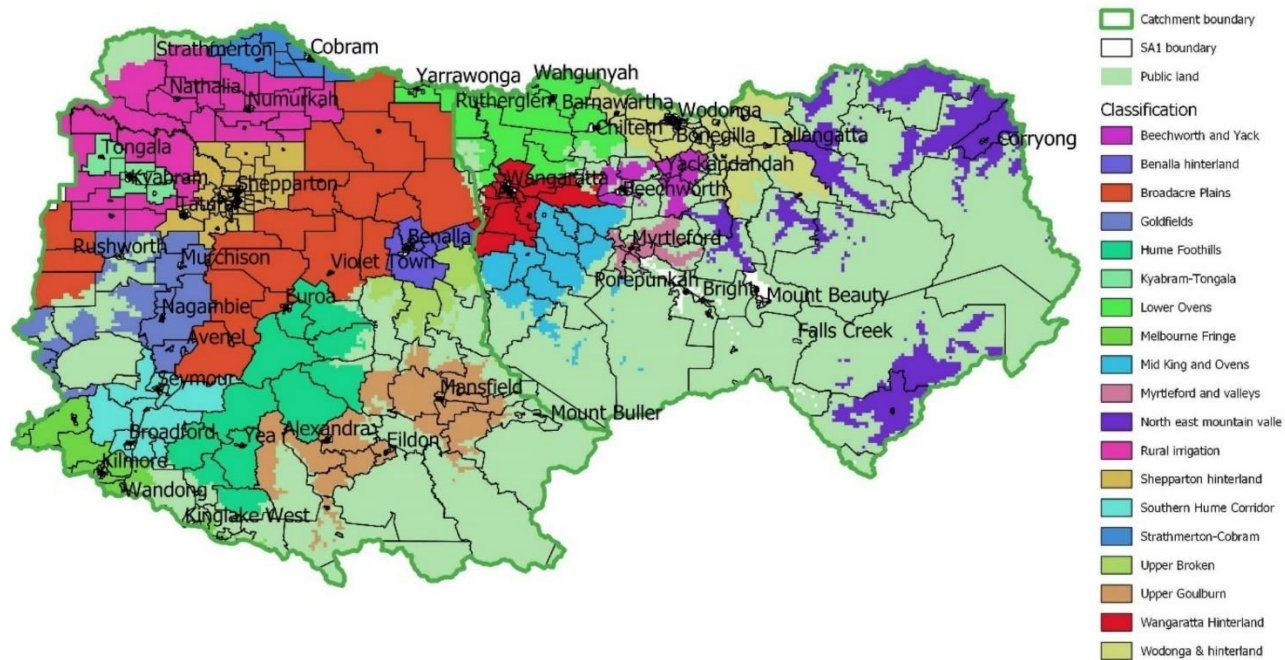 Strathmerton
Cobram
Nathalia
Numurkah
Yarrawonga
Wahgunyah
Rutherglen
Barnawartha
Chiltern
Wodonga
Bonegilla
Tallangatta
Corryong
Tongala
Kyabram
Shepparton
Tatura
Wangaratta
Yackandandah
Beechworth
Rushworth
Murchison
Benalla
Violet Town
Myrtleford
Porepunkah
Bright
Mount Beauty
Nagambie
Euroa
Avenel
Falls Creek
Seymour
Mansfield
Mount Buller
Broadford
Yea
Alexandra
Eildon
Kilmore
Wandong
Kinglake West
Catchment boundary
SA1 boundary
Public land
Classification
Beechworth and Yack
Benalla hinterland
Broadacre Plains
Goldfields
Hume Foothills
Kyabram-Tongala
Lower Ovens
Melbourne Fringe
Mid King and Ovens
Myrtleford and valleys
North east mountain valle
Rural irrigation
Shepparton hinterland
Southern Hume Corridor
Strathmerton-Cobram
Upper Broken
Upper Goulburn
Wangaratta Hinterland
Wodonga & hinterland